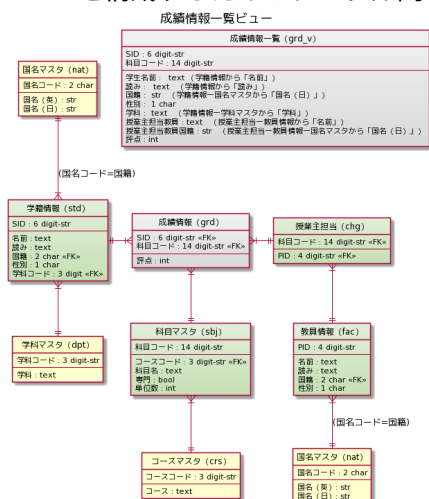 成績情報一覧ビュー
成績情報一覧 (grd_v)
SID : 6 digit-str
科目コード : 14 digit-str
学生名前 : text (学籍情報から「名前」)
読み : text (学籍情報から「読み」)
国籍 : str (学籍情報ー国名マスタから「国名 (日) 」)
性別 : 1 char
学科 : text (学籍情報ー学科マスタから「学科」)
授業主担当教員 : text (授業主担当ー教員情報から「名前」)
授業主担当教員国籍 : str (授業主担当ー教員情報ー国名マスタから「国名 (日) 」)
評点 : int
国名マスタ (nat)
国名コード : 2 char
国名 (英) : str
国名 (日) : str
(国名コード=国籍)
学籍情報 (std)
SID : 6 digit-str
名前 : text
読み : text
国籍 : 2 char «FK»
性別 : 1 char
学科コード : 3 digit «FK»
成績情報 (grd)
SID : 6 digit-str «FK»
科目コード : 14 digit-str «FK»
評点 : int
授業主担当 (chg)
科目コード : 14 digit-str «FK»
PID : 4 digit-str «FK»
学科マスタ (dpt)
学科コード : 3 digit-str
学科 : text
科目マスタ (sbj)
科目コード : 14 digit-str
コースコード : 3 digit-str «FK»
科目名 : text
専門 : bool
単位数 : int
教員情報 (fac)
PID : 4 digit-str
名前 : text
読み : text
国籍 : 2 char «FK»
性別 : 1 char
(国名コード=国籍)
コースマスタ (crs)
コースコード : 3 digit-str
コース : text
国名マスタ (nat)
国名コード : 2 char
国名 (英) : str
国名 (日) : str